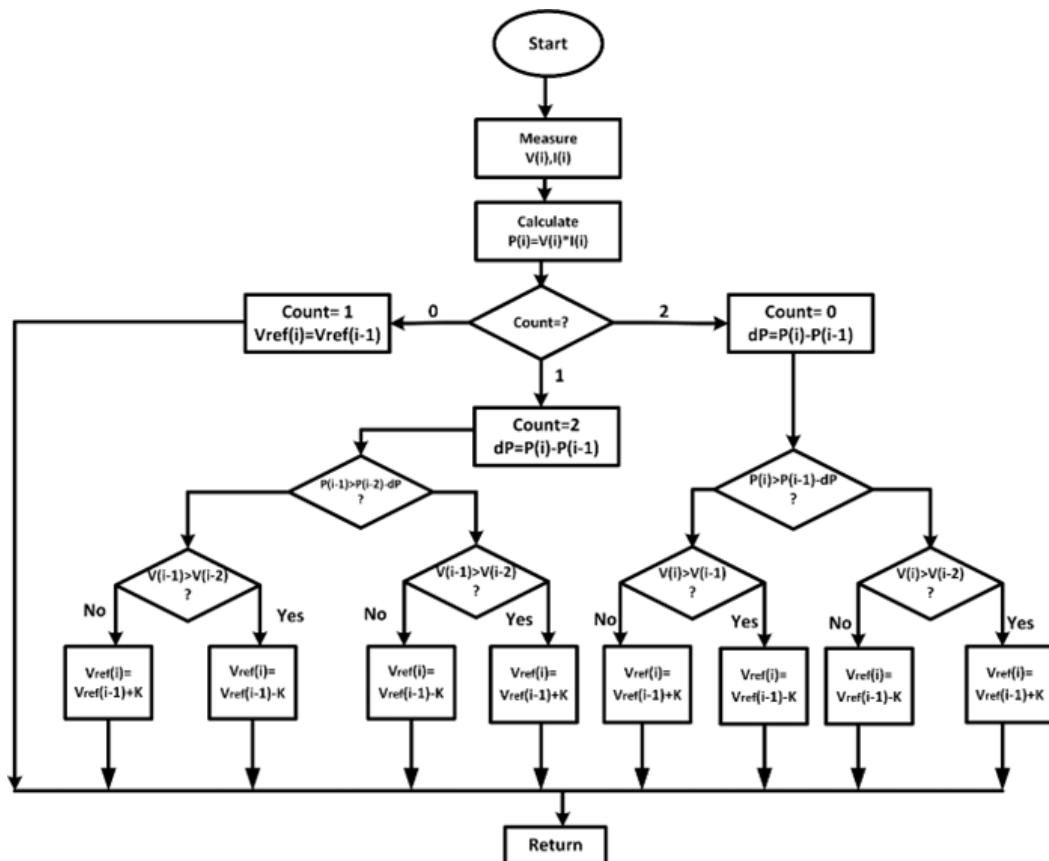 Start
Measure
V(i),I(i)
Calculate
P(i)=V(i)*I(i)
Count=?
0
2
1
Count= 1
Vref(i)=Vref(i-1)
Count= 0
dP=P(i)-P(i-1)
Count=2
dP=P(i)-P(i-1)
P(i-1)>P(i-2)-dP
?
P(i)>P(i-1)-dP
?
V(i-1)>V(i-2)
?
V(i-1)>V(i-2)
?
V(i)>V(i-1)
?
V(i)>V(i-2)
?
No
Yes
No
Yes
No
Yes
No
Yes
Vref(i)=
Vref(i-1)+K
Vref(i)=
Vref(i-1)-K
Vref(i)=
Vref(i-1)-K
Vref(i)=
Vref(i-1)+K
Vref(i)=
Vref(i-1)+K
Vref(i)=
Vref(i-1)-K
Vref(i)=
Vref(i-1)-K
Vref(i)=
Vref(i-1)+K
Return